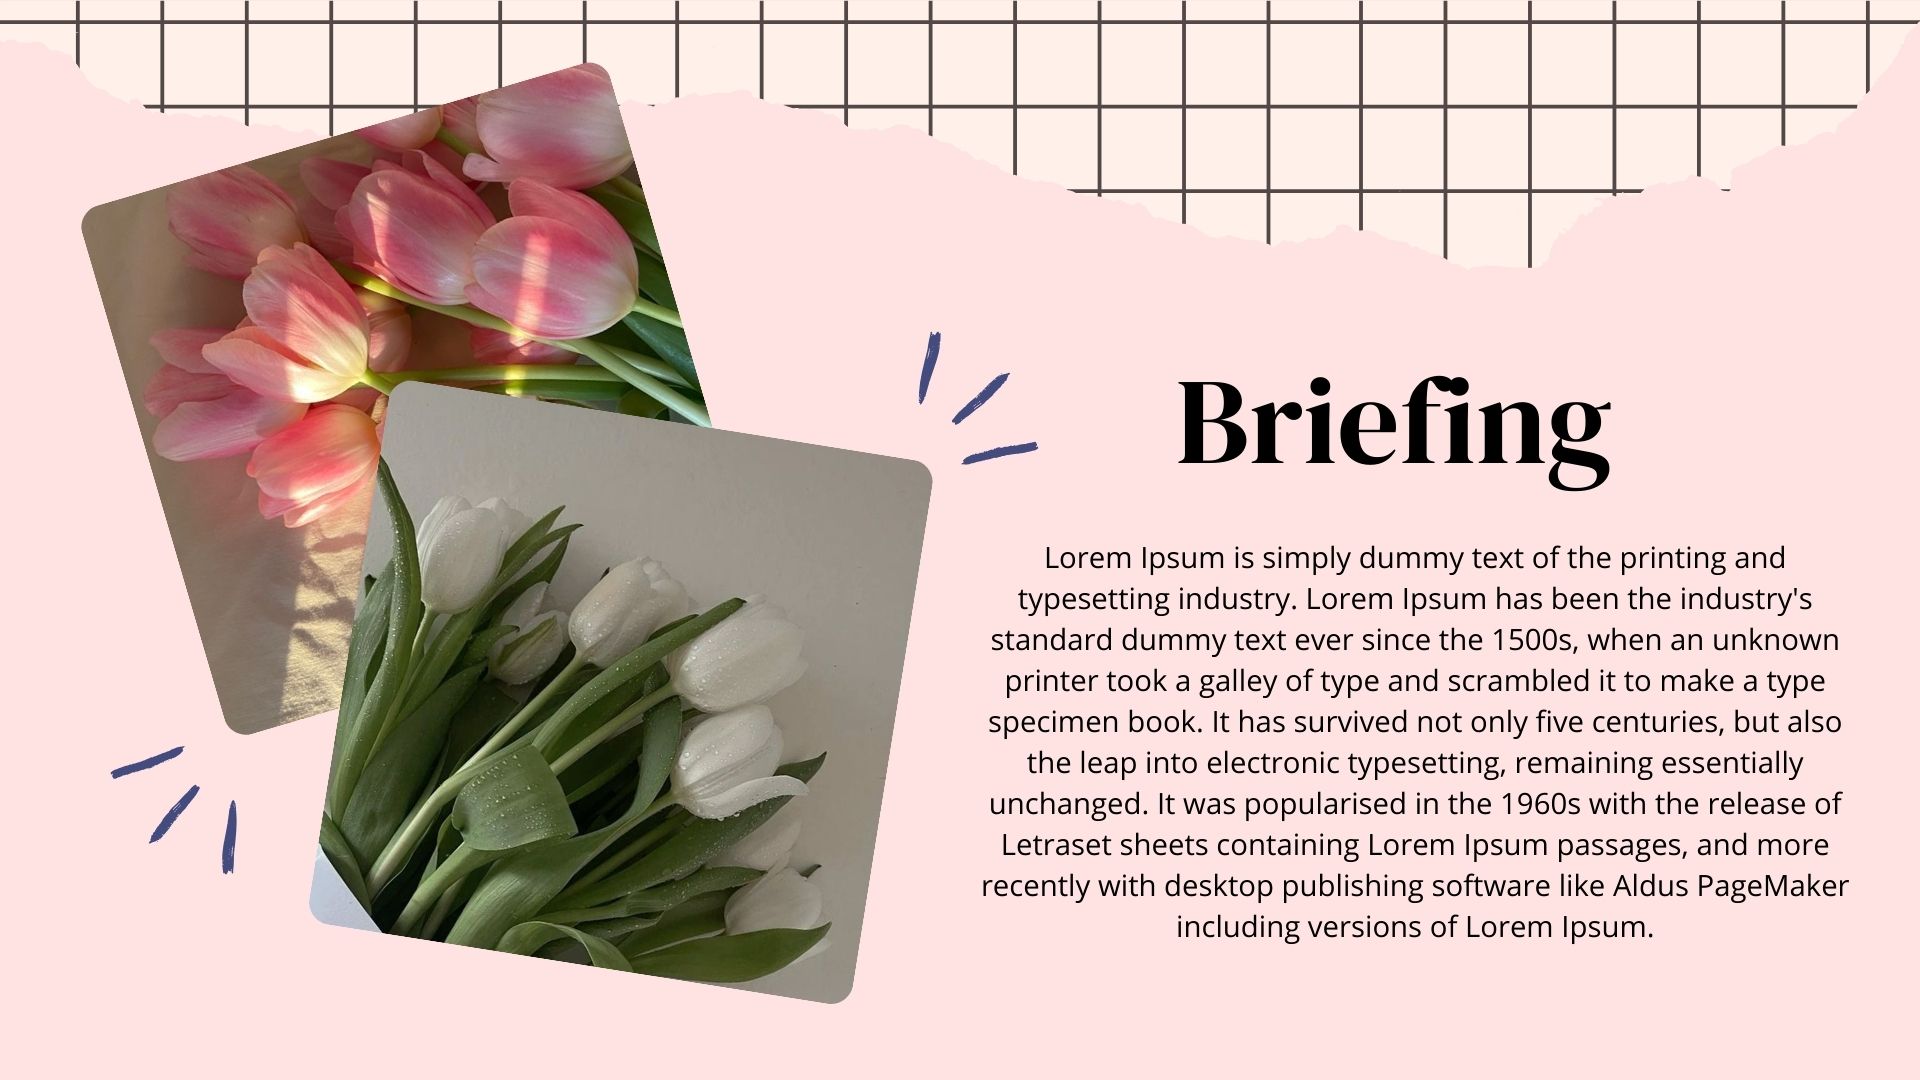 Briefing
Lorem Ipsum is simply dummy text of the printing and
typesetting industry. Lorem Ipsum has been the industry's
standard dummy text ever since the 1500s, when an unknown
printer took a galley of type and scrambled it to make a type
specimen book. It has survived not only five centuries, but also
the leap into electronic typesetting, remaining essentially
unchanged. It was popularised in the 1960s with the release of
Letraset sheets containing Lorem Ipsum passages, and more
recently with desktop publishing software like Aldus PageMaker
including versions of Lorem Ipsum.